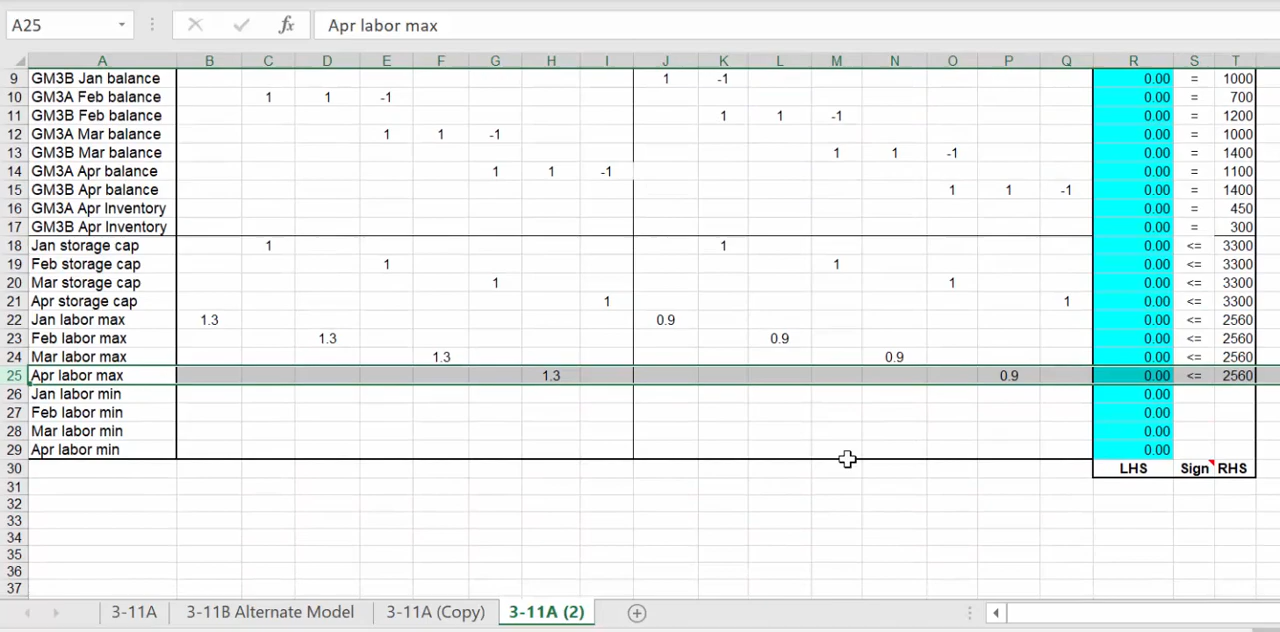 A25 fx Apr labor max
A B C D E F G H I J K L M N O P Q R S T
9 GM3B Jan balance 1 -1 0.00 = 1000
10 GM3A Feb balance 1 1 -1 0.00 = 700
11 GM3B Feb balance 1 1 -1 0.00 = 1200
12 GM3A Mar balance 1 1 -1 0.00 = 1000
13 GM3B Mar balance 1 1 -1 0.00 = 1400
14 GM3A Apr balance 1 1 -1 0.00 = 1100
15 GM3B Apr balance 1 1 -1 0.00 = 1400
16 GM3A Apr Inventory 0.00 = 450
17 GM3B Apr Inventory 0.00 = 300
18 Jan storage cap 1 1 0.00 <= 3300
19 Feb storage cap 1 1 0.00 <= 3300
20 Mar storage cap 1 1 0.00 <= 3300
21 Apr storage cap 1 1 0.00 <= 3300
22 Jan labor max 1.3 0.9 0.00 <= 2560
23 Feb labor max 1.3 0.9 0.00 <= 2560
24 Mar labor max 1.3 0.9 0.00 <= 2560
25 Apr labor max 1.3 0.9 0.00 <= 2560
26 Jan labor min 0.00
27 Feb labor min 0.00
28 Mar labor min 0.00
29 Apr labor min 0.00
30 LHS Sign RHS
31
32
33
34
35
36
37
3-11A 3-11B Alternate Model 3-11A (Copy) 3-11A (2)